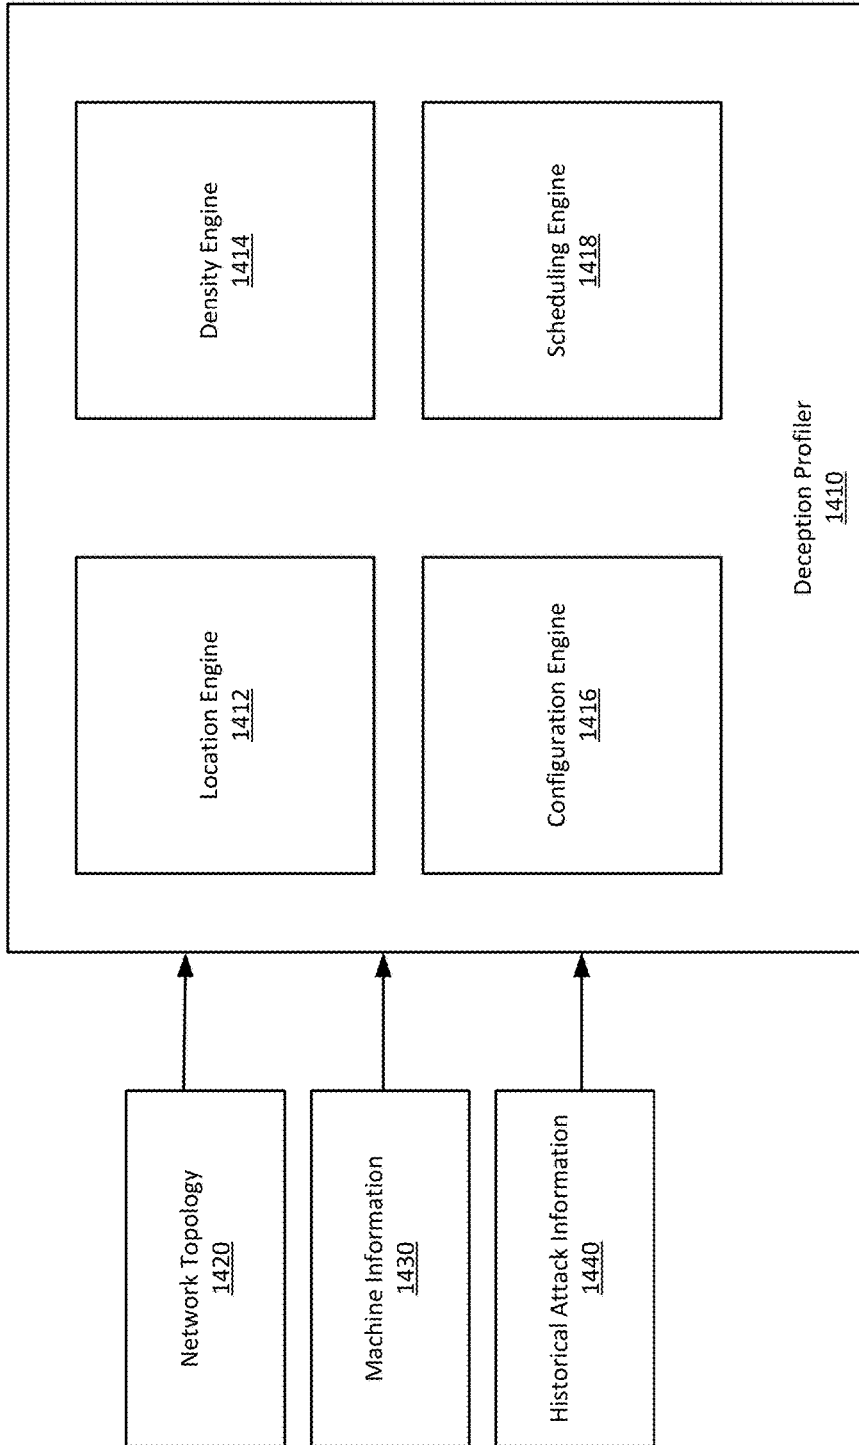 Network Topology
1420
Machine Information
1430
Historical Attack Information
1440
Location Engine
1412
Density Engine
1414
Configuration Engine
1416
Scheduling Engine
1418
Deception Profiler
1410